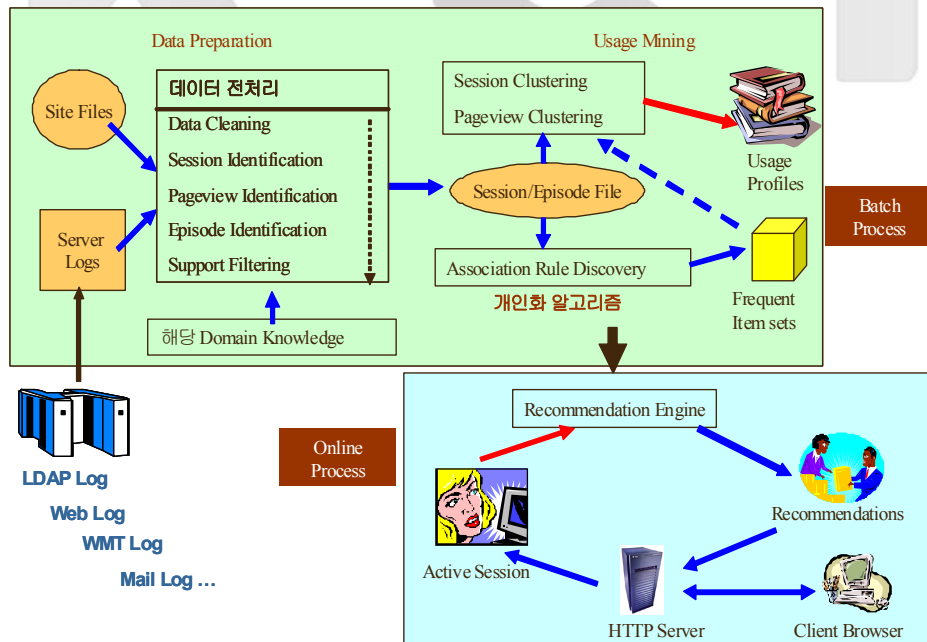 Data Preparation
Usage Mining
Site Files
데이터 전처리
Data Cleaning
Session Identification
Pageview Identification
Episode Identification
Support Filtering
Server
Logs
해당 Domain Knowledge
Session Clustering
Pageview Clustering
Session/Episode File
Association Rule Discovery
개인화 알고리즘
Usage
Profiles
Frequent
Item sets
Batch
Process
LDAP Log
Web Log
WMT Log
Mail Log ...
Online
Process
Recommendation Engine
Recommendations
Active Session
HTTP Server
Client Browser